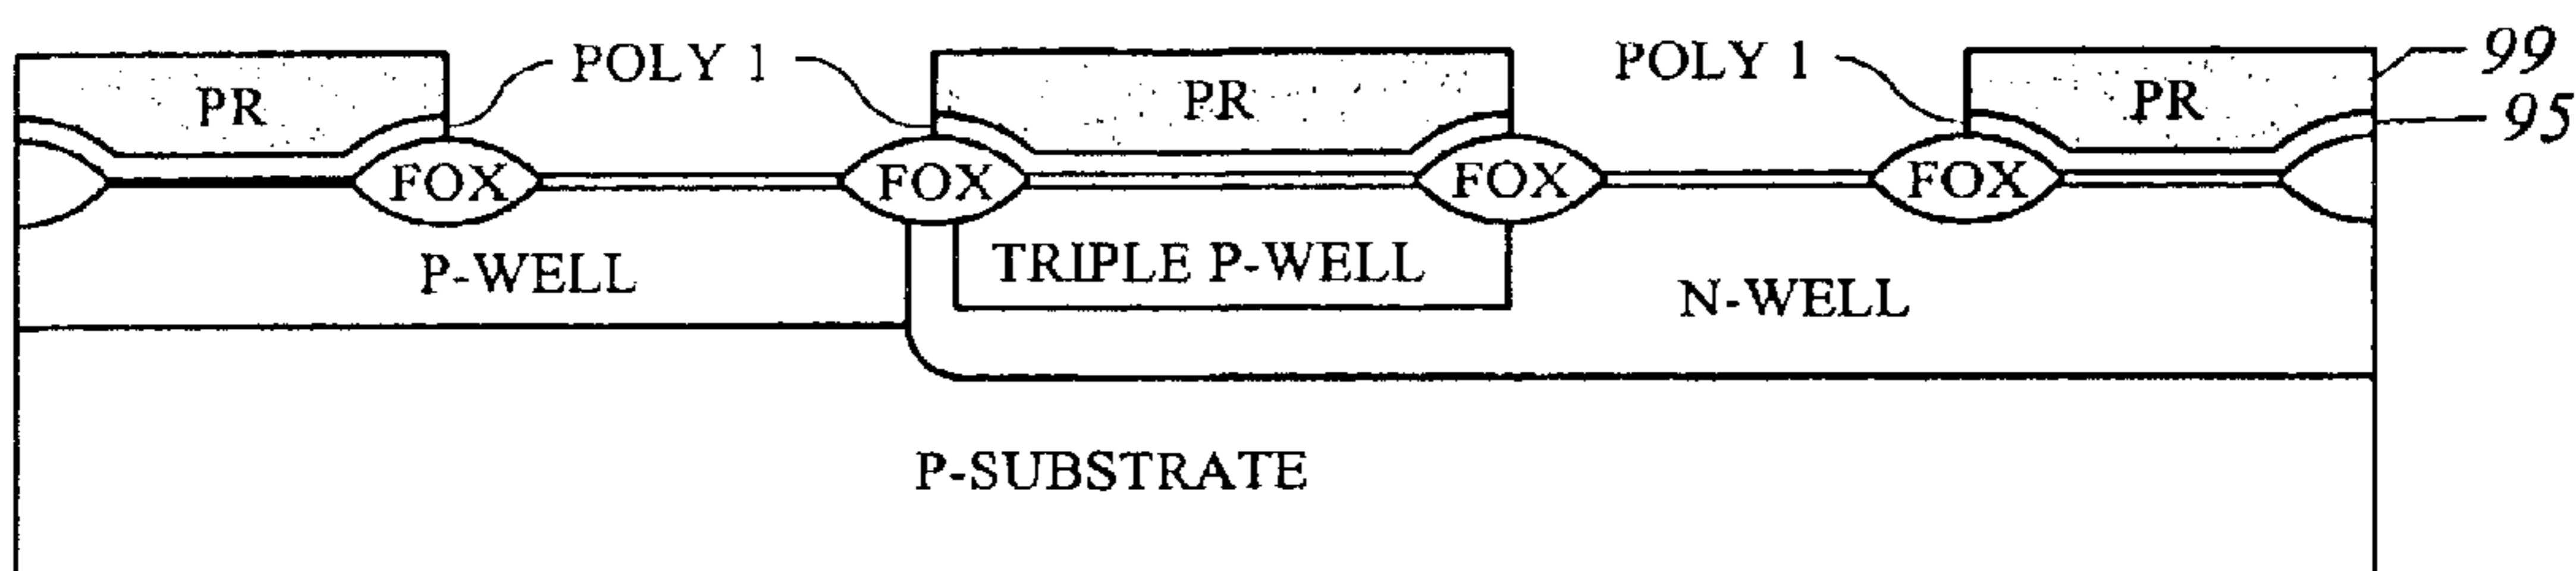 POLY 1 POLY 1 99
PR PR PR 95
FOX FOX FOX FOX
P-WELL TRIPLE P-WELL N-WELL
P-SUBSTRATE